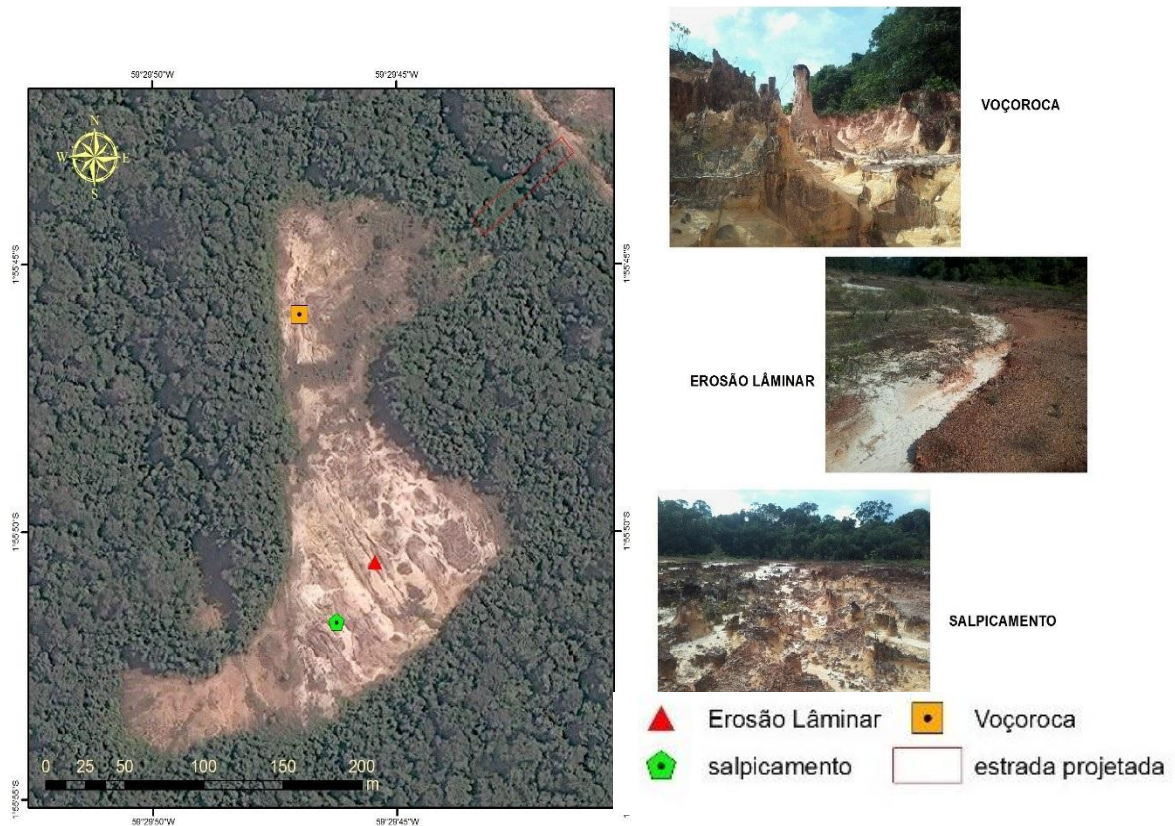 59°29'50"W
59°29'45"W
N
W
E
S
1°55'45"S
1°55'45"S
1°55'50"S
1°55'50"S
1°55'55"S
1
0 25 50 100 150 200
m
59°29'50"W
59°29'45"W
VOÇOROCA
EROSÃO LÂMINAR
SALPICAMENTO
Erosão Lâminar
Voçoroca
salpicamento
estrada projetada